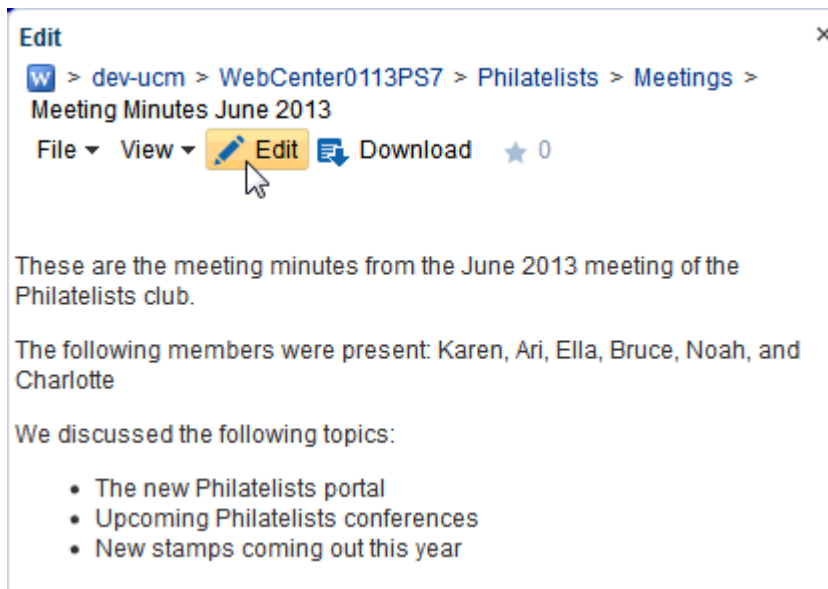 Edit ×
W > dev-ucm > WebCenter0113PS7 > Philatelists > Meetings >
Meeting Minutes June 2013
File View Edit Download 0
These are the meeting minutes from the June 2013 meeting of the
Philatelists club.
The following members were present: Karen, Ari, Ella, Bruce, Noah, and
Charlotte
We discussed the following topics:
• The new Philatelists portal
• Upcoming Philatelists conferences
• New stamps coming out this year